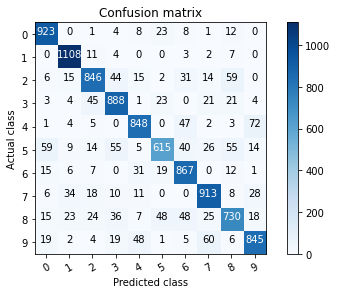 Confusion matrix
0 923 0 1 4 8 23 8 1 12 0
1 0 1108 11 4 0 0 3 2 7 0
2 6 15 846 44 15 2 31 14 59 0
3 3 4 45 888 1 23 0 21 21 4
4 1 4 5 0 848 0 47 2 3 72
5 59 9 14 55 5 615 40 26 55 14
6 15 6 7 0 31 19 867 0 12 1
7 6 34 18 10 11 0 0 913 8 28
8 15 23 24 36 7 48 48 25 730 18
9 19 2 4 19 48 1 5 60 6 845
0 1 2 3 4 5 6 7 8 9
Predicted class
Actual class
1000
800
600
400
200
0